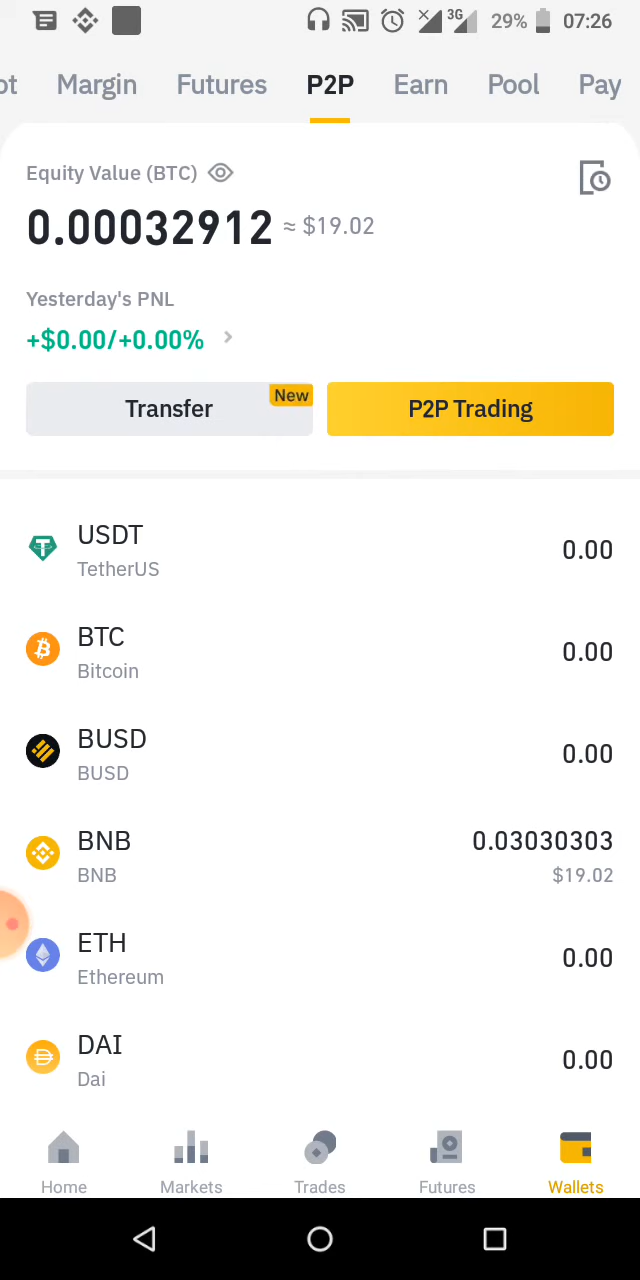 3G 29% 07:26
ot Margin Futures P2P Earn Pool Pay
Equity Value (BTC)
0.00032912 ≈ $19.02
Yesterday's PNL
+$0.00/+0.00%
Transfer New P2P Trading
USDT 0.00
TetherUS
BTC 0.00
Bitcoin
BUSD 0.00
BUSD
BNB 0.03030303
BNB $19.02
ETH 0.00
Ethereum
DAI 0.00
Dai
Home Markets Trades Futures Wallets